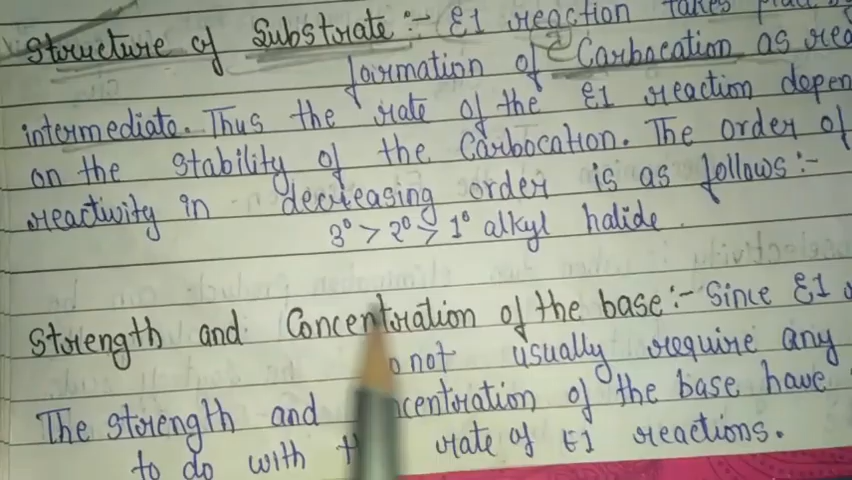 Structure of Substrate :- E1 reaction takes
formation of Carbocation as
intermediate. Thus the rate of the E1 reaction
on the stability of the Carbocation. The order of
reactivity in decreasing order is as follows :-
3° > 2° > 1° alkyl halide.
Strength and Concentration of the base :- Since E1
not usually require any
The strength and of the base have
to do with rate of E1 reactions.